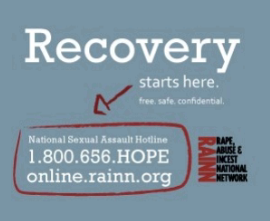 Recovery
starts here.
free. safe. confidential.
National Sexual Assault Hotline
1.800.656.HOPE
online.rainn.org
RAINN
RAPE,
ABUSE &
INCEST
NATIONAL
NETWORK